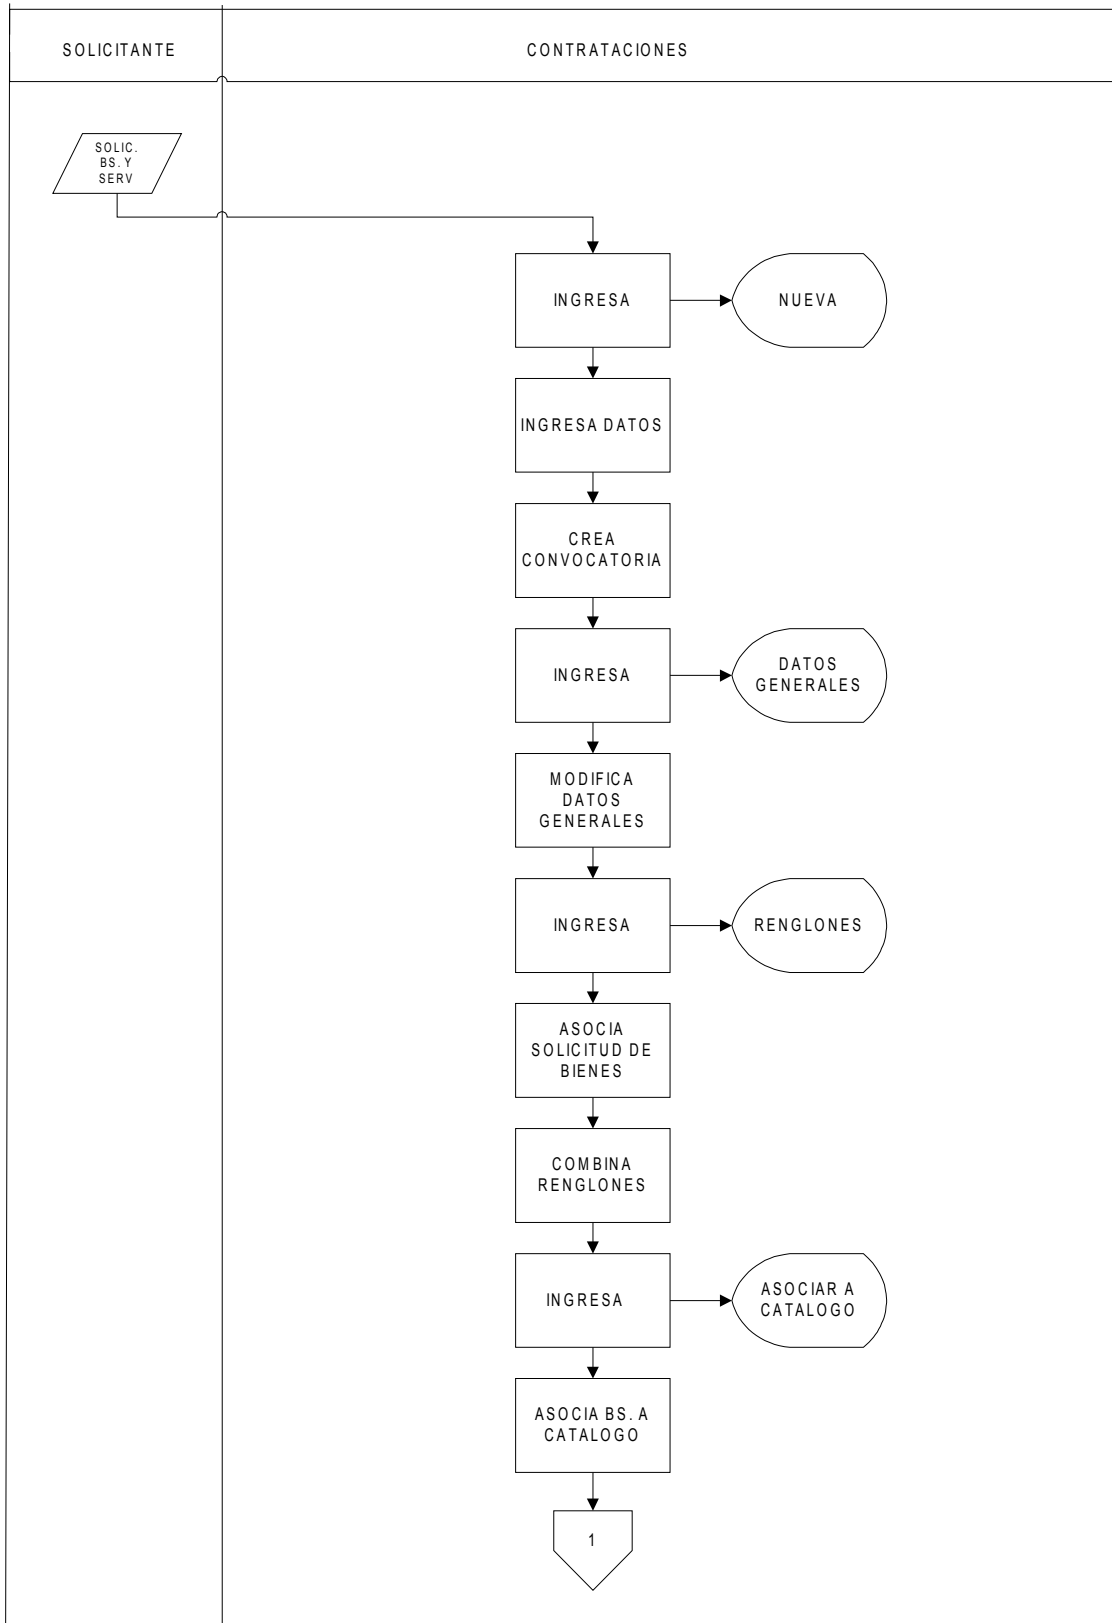 SOLICITANTE
CONTRATACIONES
SOLIC.
BS. Y
SERV
INGRESA
NUEVA
INGRESA DATOS
CREA
CONVOCATORIA
INGRESA
DATOS
GENERALES
MODIFICA
DATOS
GENERALES
INGRESA
RENGLONES
ASOCIA
SOLICITUD DE
BIENES
COMBINA
RENGLONES
INGRESA
ASOCIAR A
CATALOGO
ASOCIA BS. A
CATALOGO
1